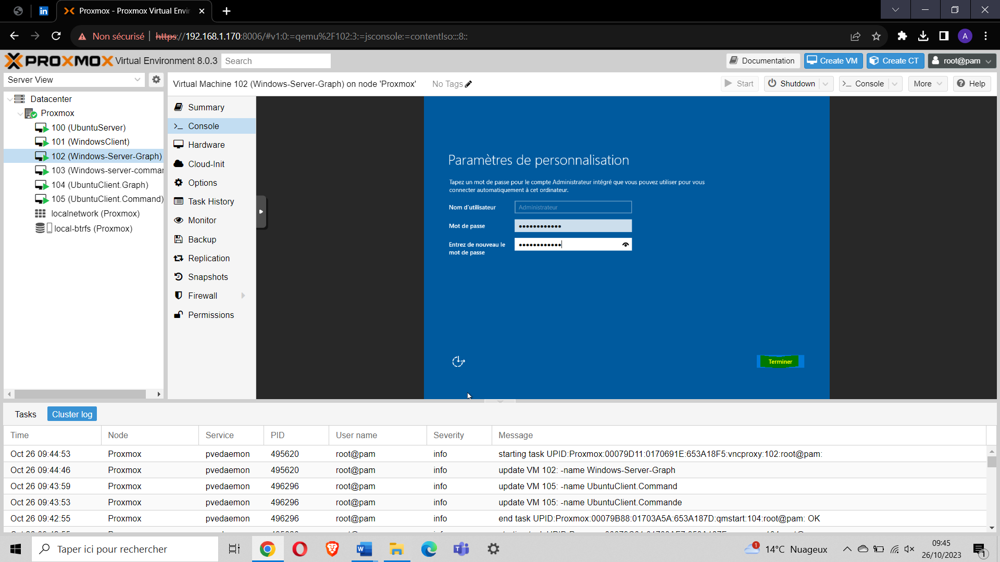 Proxmox - Proxmox Virtual Envir
Non sécurisé
https://192.168.1.170:8006/#v1:0:=qemu%2F102:3:=jsconsole:=contentIso:::8::
A
PROXMOX Virtual Environment 8.0.3
Search
Documentation
Create VM
Create CT
root@pam
Server View
Virtual Machine 102 (Windows-Server-Graph) on node 'Proxmox'
No Tags
Start
Shutdown
Console
More
Help
Datacenter
Proxmox
100 (UbuntuServer)
101 (WindowsClient)
102 (Windows-Server-Graph)
103 (Windows-server-commar
104 (UbuntuClient.Graph)
105 (UbuntuClient.Command)
localnetwork (Proxmox)
local-btrfs (Proxmox)
Summary
Console
Hardware
Cloud-Init
Options
Task History
Monitor
Backup
Replication
Snapshots
Firewall
Permissions
Paramètres de personnalisation
Tapez un mot de passe pour le compte Administrateur intégré que vous pouvez utiliser pour vous
connecter automatiquement à cet ordinateur.
Nom d'utilisateur
Administrateur
Mot de passe
••••••••••••
Entrez de nouveau le
mot de passe
••••••••••••
Terminer
Tasks
Cluster log
Time Node Service PID User name Severity Message
Oct 26 09:44:53 Proxmox pvedaemon 495620 root@pam info starting task UPID:Proxmox:00079D11:0170691E:653A18F5:vncproxy:102:root@pam:
Oct 26 09:44:46 Proxmox pvedaemon 495620 root@pam info update VM 102: -name Windows-Server-Graph
Oct 26 09:43:59 Proxmox pvedaemon 496296 root@pam info update VM 105: -name UbuntuClient.Command
Oct 26 09:43:53 Proxmox pvedaemon 496296 root@pam info update VM 105: -name UbuntuClient.Commande
Oct 26 09:42:55 Proxmox pvedaemon 496296 root@pam info end task UPID:Proxmox:00079B88:01703A5A:653A187D:qmstart:104:root@pam: OK
Taper ici pour rechercher
1
14°C Nuageux
09:45
26/10/2023
1